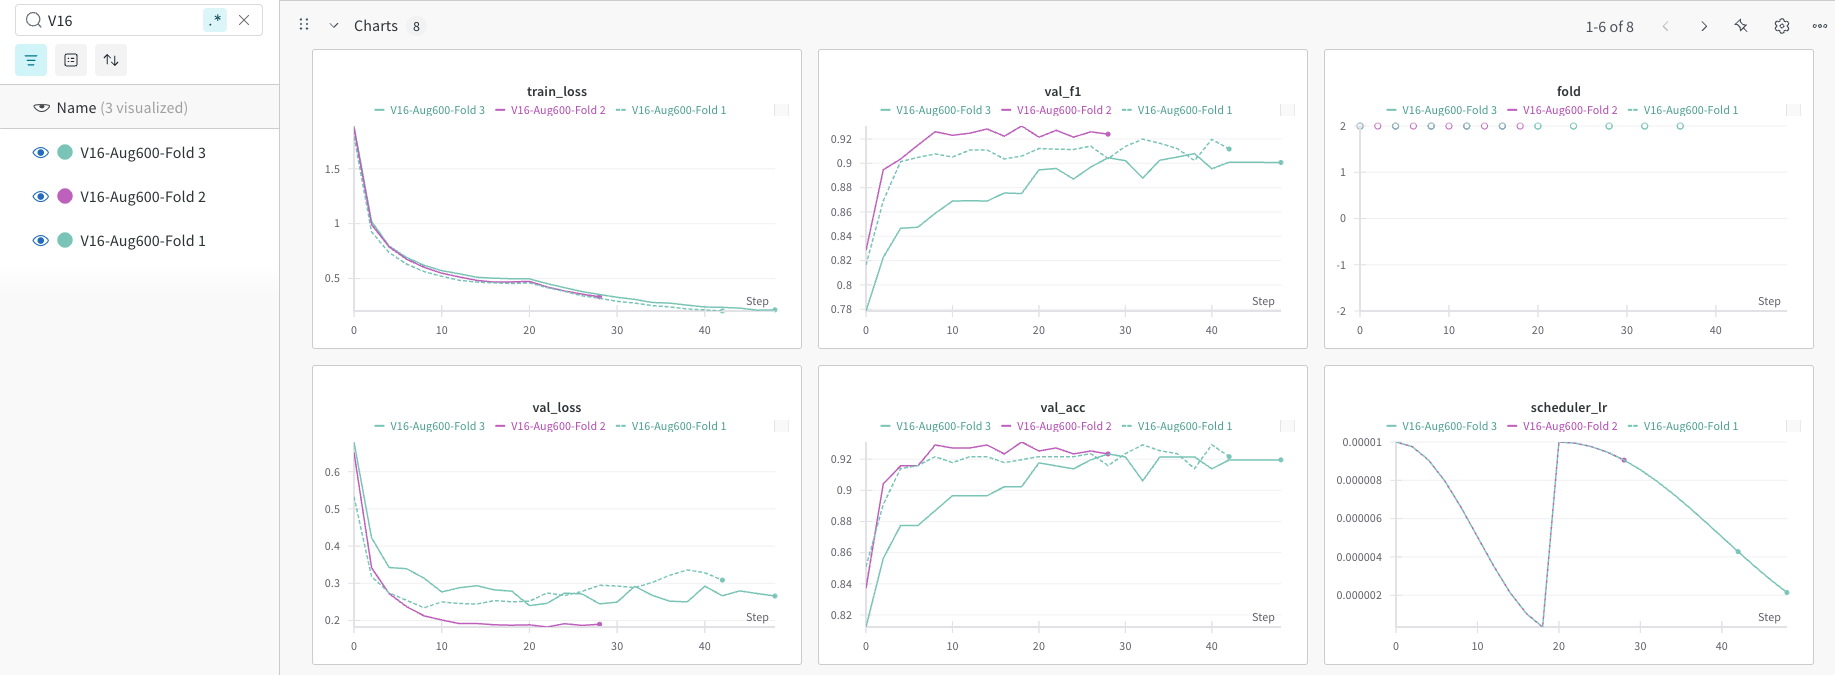 V16
.*
Name (3 visualized)
V16-Aug600-Fold 3
V16-Aug600-Fold 2
V16-Aug600-Fold 1
Charts 8
1-6 of 8
train_loss
V16-Aug600-Fold 3 V16-Aug600-Fold 2 V16-Aug600-Fold 1
1.5
1
0.5
Step
0 10 20 30 40
val_f1
V16-Aug600-Fold 3 V16-Aug600-Fold 2 V16-Aug600-Fold 1
0.92
0.9
0.88
0.86
0.84
0.82
0.8
0.78
Step
0 10 20 30 40
fold
V16-Aug600-Fold 3 V16-Aug600-Fold 2 V16-Aug600-Fold 1
2
1
0
-1
-2
Step
0 10 20 30 40
val_loss
V16-Aug600-Fold 3 V16-Aug600-Fold 2 V16-Aug600-Fold 1
0.6
0.5
0.4
0.3
0.2
Step
0 10 20 30 40
val_acc
V16-Aug600-Fold 3 V16-Aug600-Fold 2 V16-Aug600-Fold 1
0.92
0.9
0.88
0.86
0.84
0.82
Step
0 10 20 30 40
scheduler_lr
V16-Aug600-Fold 3 V16-Aug600-Fold 2 V16-Aug600-Fold 1
0.00001
0.000008
0.000006
0.000004
0.000002
Step
0 10 20 30 40